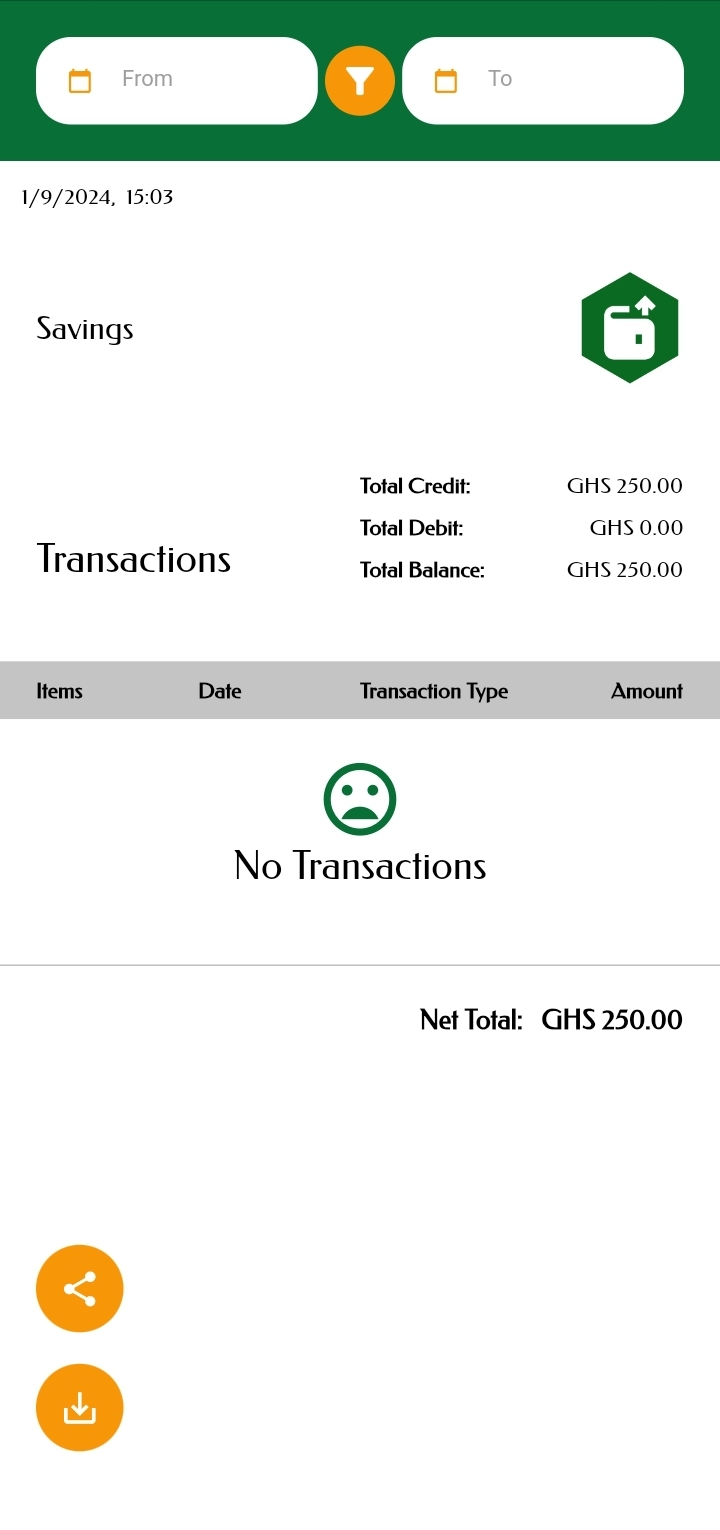 From
To
1/9/2024, 15:03
Savings
Total Credit: GHS 250.00
Total Debit: GHS 0.00
Transactions
Total Balance: GHS 250.00
Items Date Transaction Type Amount
No Transactions
Net Total: GHS 250.00